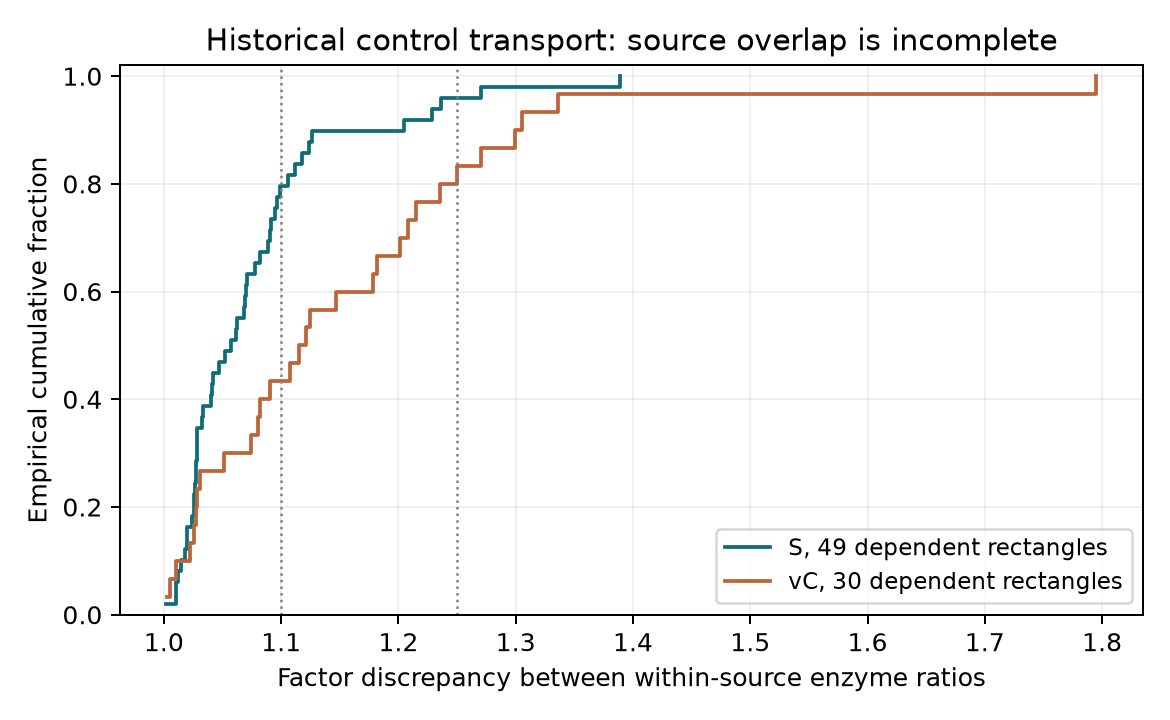 Historical control transport: source overlap is incomplete
Empirical cumulative fraction
1.0
0.8
0.6
0.4
0.2
0.0
1.0 1.1 1.2 1.3 1.4 1.5 1.6 1.7 1.8
Factor discrepancy between within-source enzyme ratios
S, 49 dependent rectangles
vC, 30 dependent rectangles